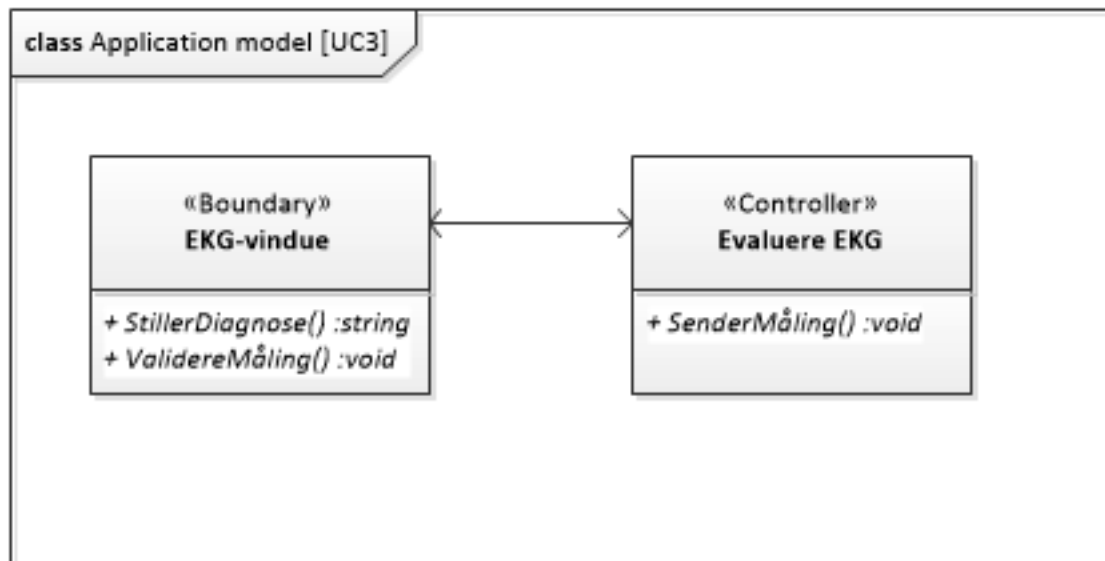 class Application model [UC3]
«Boundary»
EKG-vindue
+ StillerDiagnose() :string
+ ValidereMåling() :void
«Controller»
Evaluere EKG
+ SenderMåling() :void